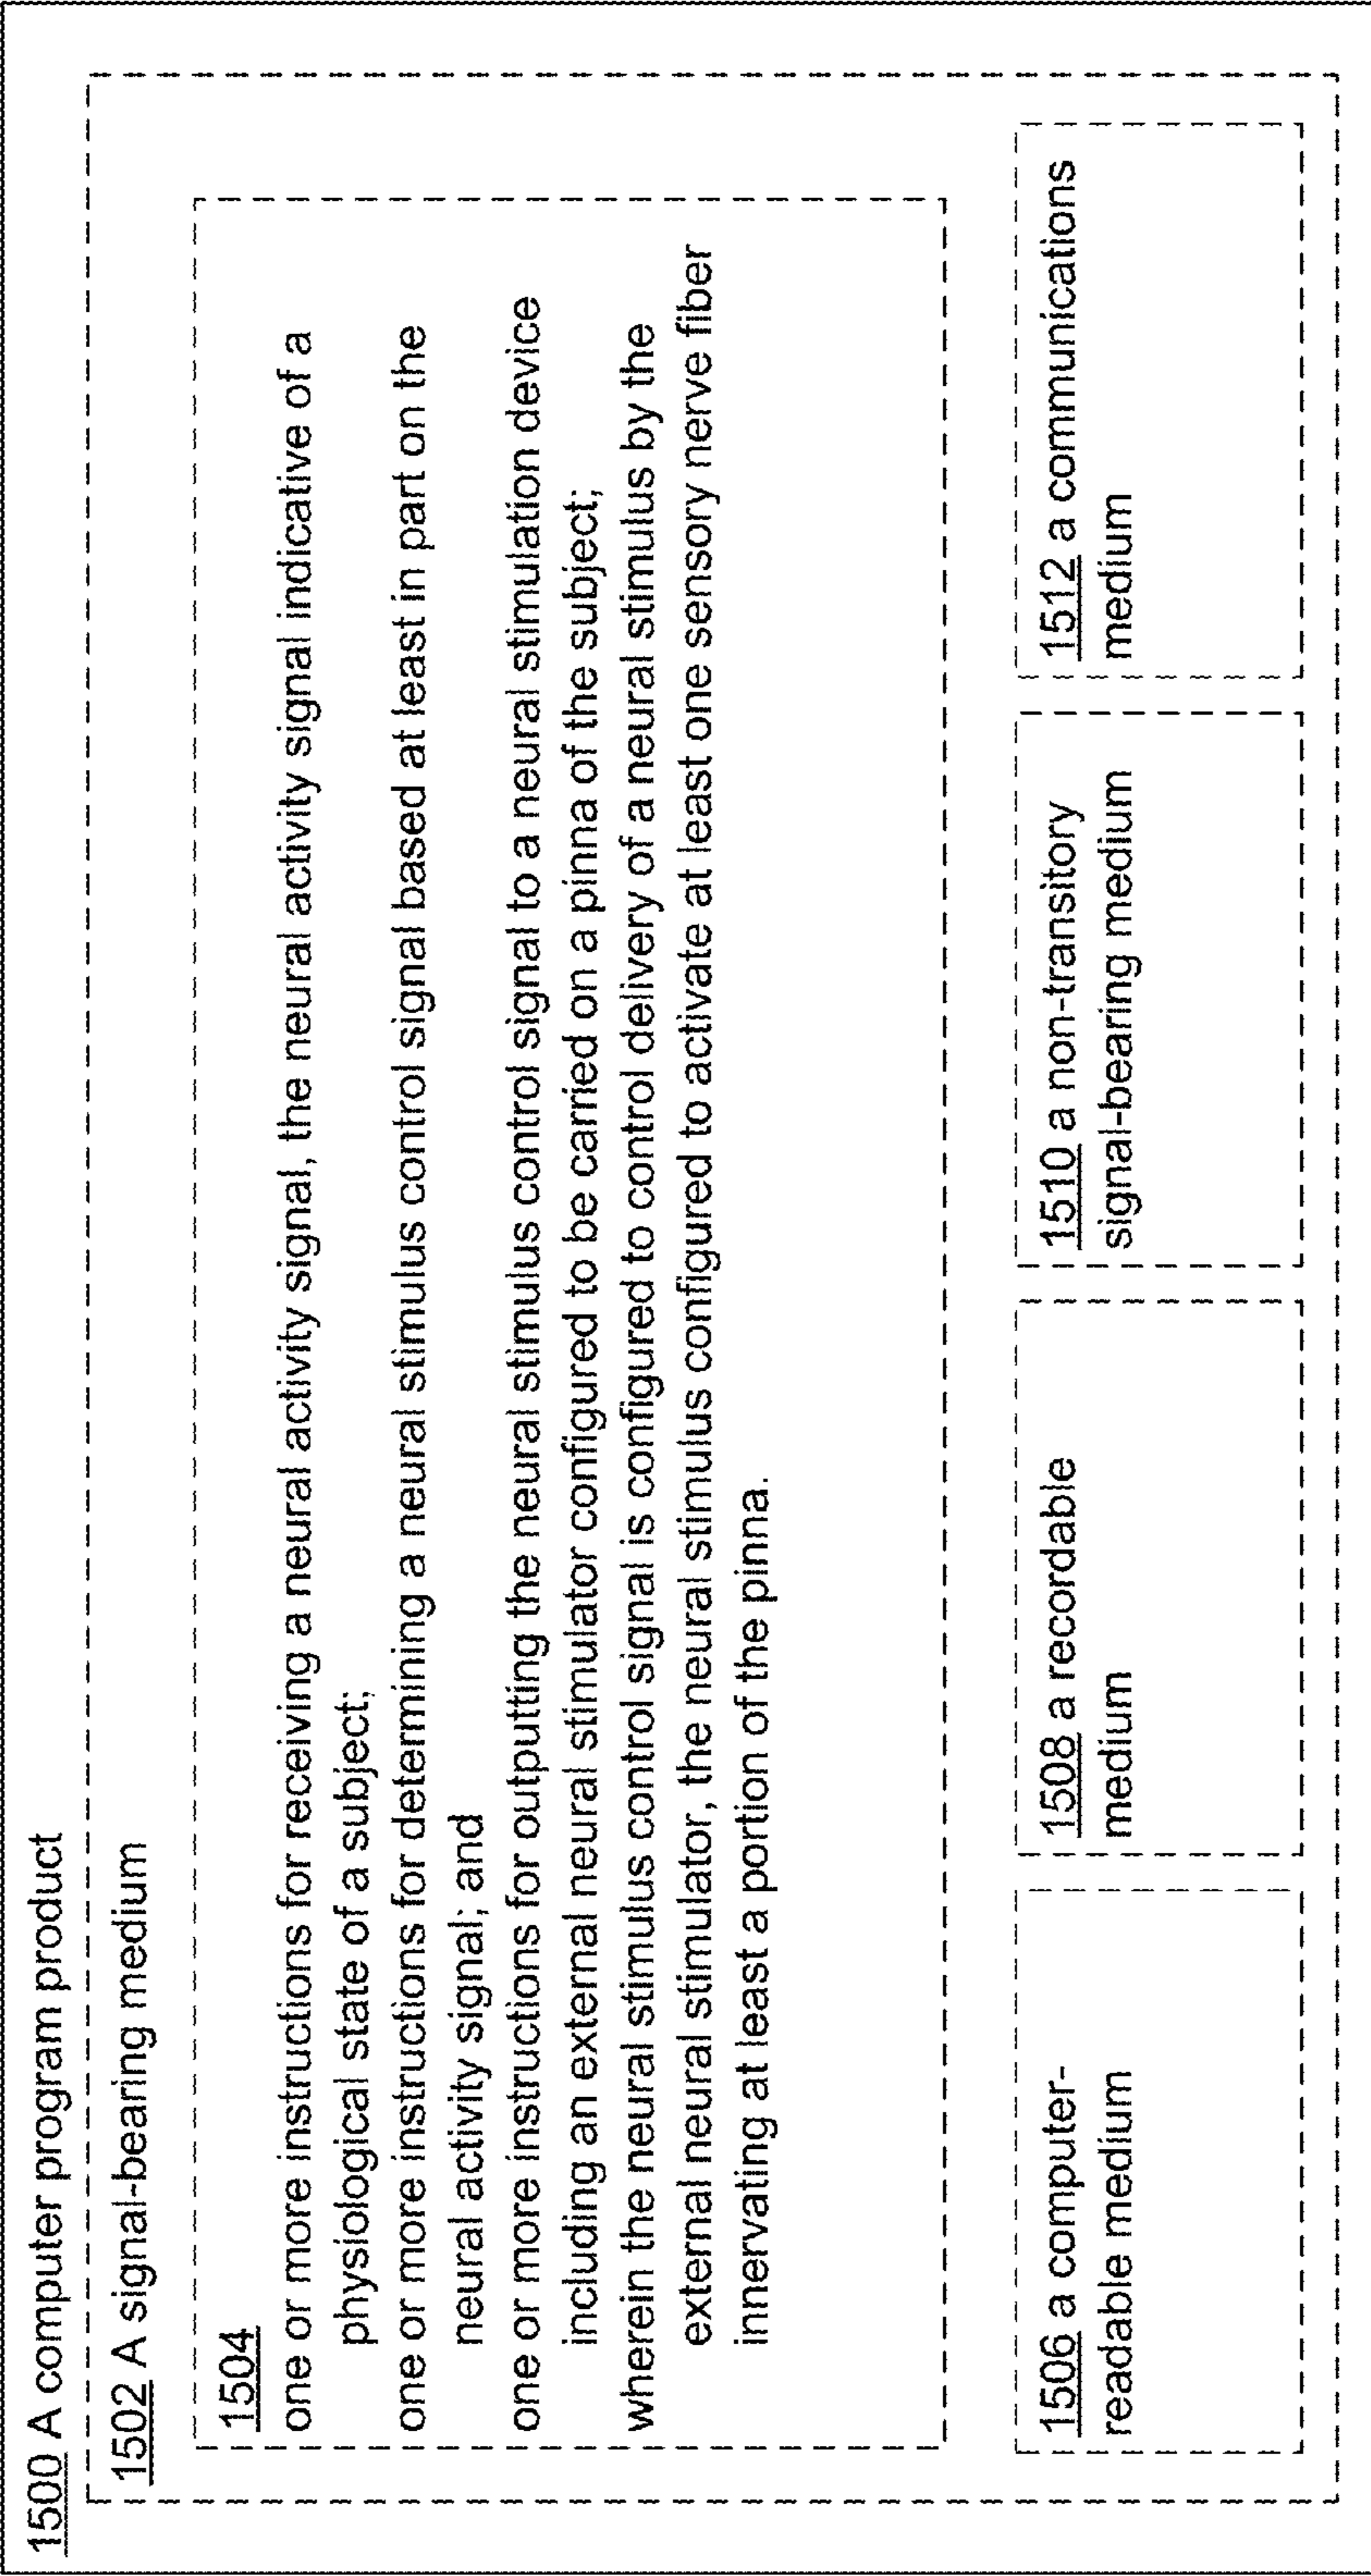 1500 A computer program product
1502 A signal-bearing medium
1504
one or more instructions for receiving a neural activity signal, the neural activity signal indicative of a
physiological state of a subject;
one or more instructions for determining a neural stimulus control signal based at least in part on the
neural activity signal; and
one or more instructions for outputting the neural stimulus control signal to a neural stimulation device
including an external neural stimulator configured to be carried on a pinna of the subject;
wherein the neural stimulus control signal is configured to control delivery of a neural stimulus by the
external neural stimulator, the neural stimulus configured to activate at least one sensory nerve fiber
innervating at least a portion of the pinna.
1506 a computer-
readable medium
1508 a recordable
medium
1510 a non-transitory
signal-bearing medium
1512 a communications
medium